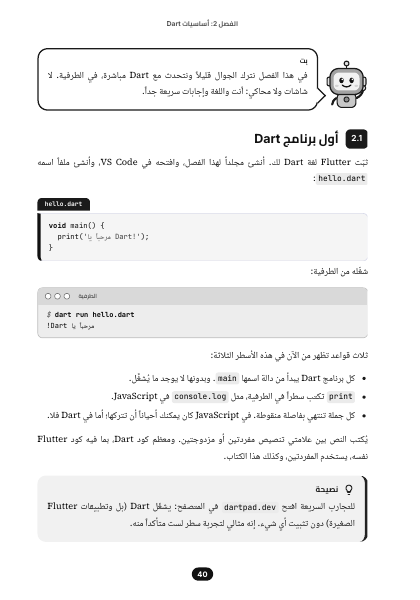 الفصل 2: أساسيات Dart
بِت
في هذا الفصل نترك الجوال قليلاً ونتحدث مع Dart مباشرة، في الطرفية. لا
شاشات ولا محاكي: أنت واللغة وإجابات سريعة جداً.
2.1 أول برنامج Dart
ثبّت Flutter لغة Dart لك. أنشئ مجلداً لهذا الفصل، وافتحه في VS Code، وأنشئ ملفاً اسمه
hello.dart:
hello.dart
void main() {
  print('مرحباً يا Dart!');
}
شغّله من الطرفية:
الطرفية
$ dart run hello.dart
مرحباً يا Dart!
ثلاث قواعد تظهر من الآن في هذه الأسطر الثلاثة:
• كل برنامج Dart يبدأ من دالة اسمها main. وبدونها لا يوجد ما يُشغَّل.
• print تكتب سطراً في الطرفية، مثل console.log في JavaScript.
• كل جملة تنتهي بفاصلة منقوطة. في JavaScript كان يمكنك أحياناً أن تتركها؛ أما في Dart فلا.
يُكتب النص بين علامتي تنصيص مفردتين أو مزدوجتين. ومعظم كود Dart، بما فيه كود Flutter
نفسه، يستخدم المفردتين، وكذلك هذا الكتاب.
نصيحة
للتجارب السريعة افتح dartpad.dev في المتصفح: يشغّل Dart (بل وتطبيقات Flutter
الصغيرة) دون تثبيت أي شيء. إنه مثالي لتجربة سطر لست متأكداً منه.
40